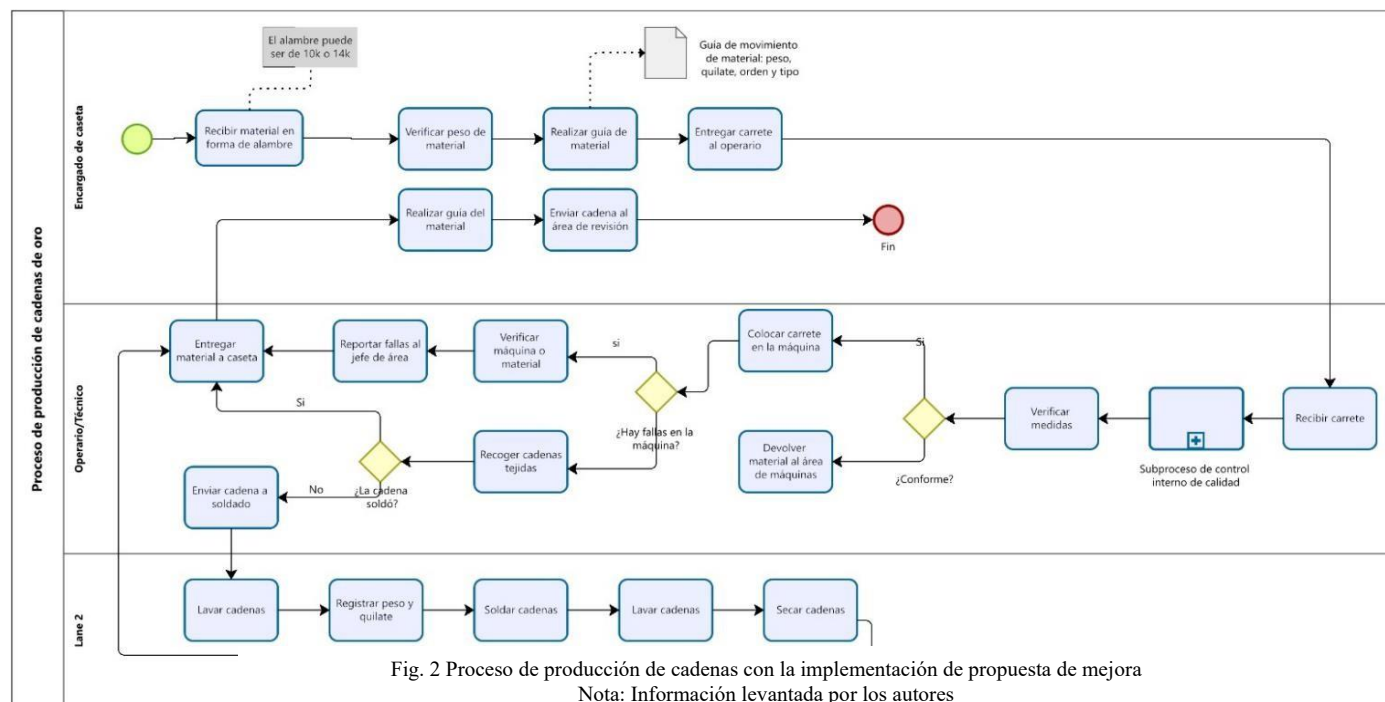 Proceso de producción de cadenas de oro
Encargado de caseta
El alambre puede
ser de 10k o 14k
Guía de movimiento
de material: peso,
quilate, orden y tipo
Recibir material en
forma de alambre
Verificar peso de
material
Realizar guía de
material
Entregar carrete
al operario
Realizar guia del
material
Enviar cadena al
área de revisión
Fin
Operario/Técnico
Entregar
material a caseta
Reportar fallas al
jefe de área
Verificar
máquina o
material
si
Colocar carrete
en la máquina
Si
Verificar
medidas
Recibir carrete
Subproceso de control
interno de calidad
¿Conforme?
Devolver
material al área
de máquinas
¿Hay fallas en la
máquina?
Recoger cadenas
tejidas
Si
¿La cadena
soldó?
No
Enviar cadena a
soldado
Lane 2
Lavar cadenas
Registrar peso y
quilate
Soldar cadenas
Lavar cadenas
Secar cadenas
Fig. 2 Proceso de producción de cadenas con la implementación de propuesta de mejora
Nota: Información levantada por los autores